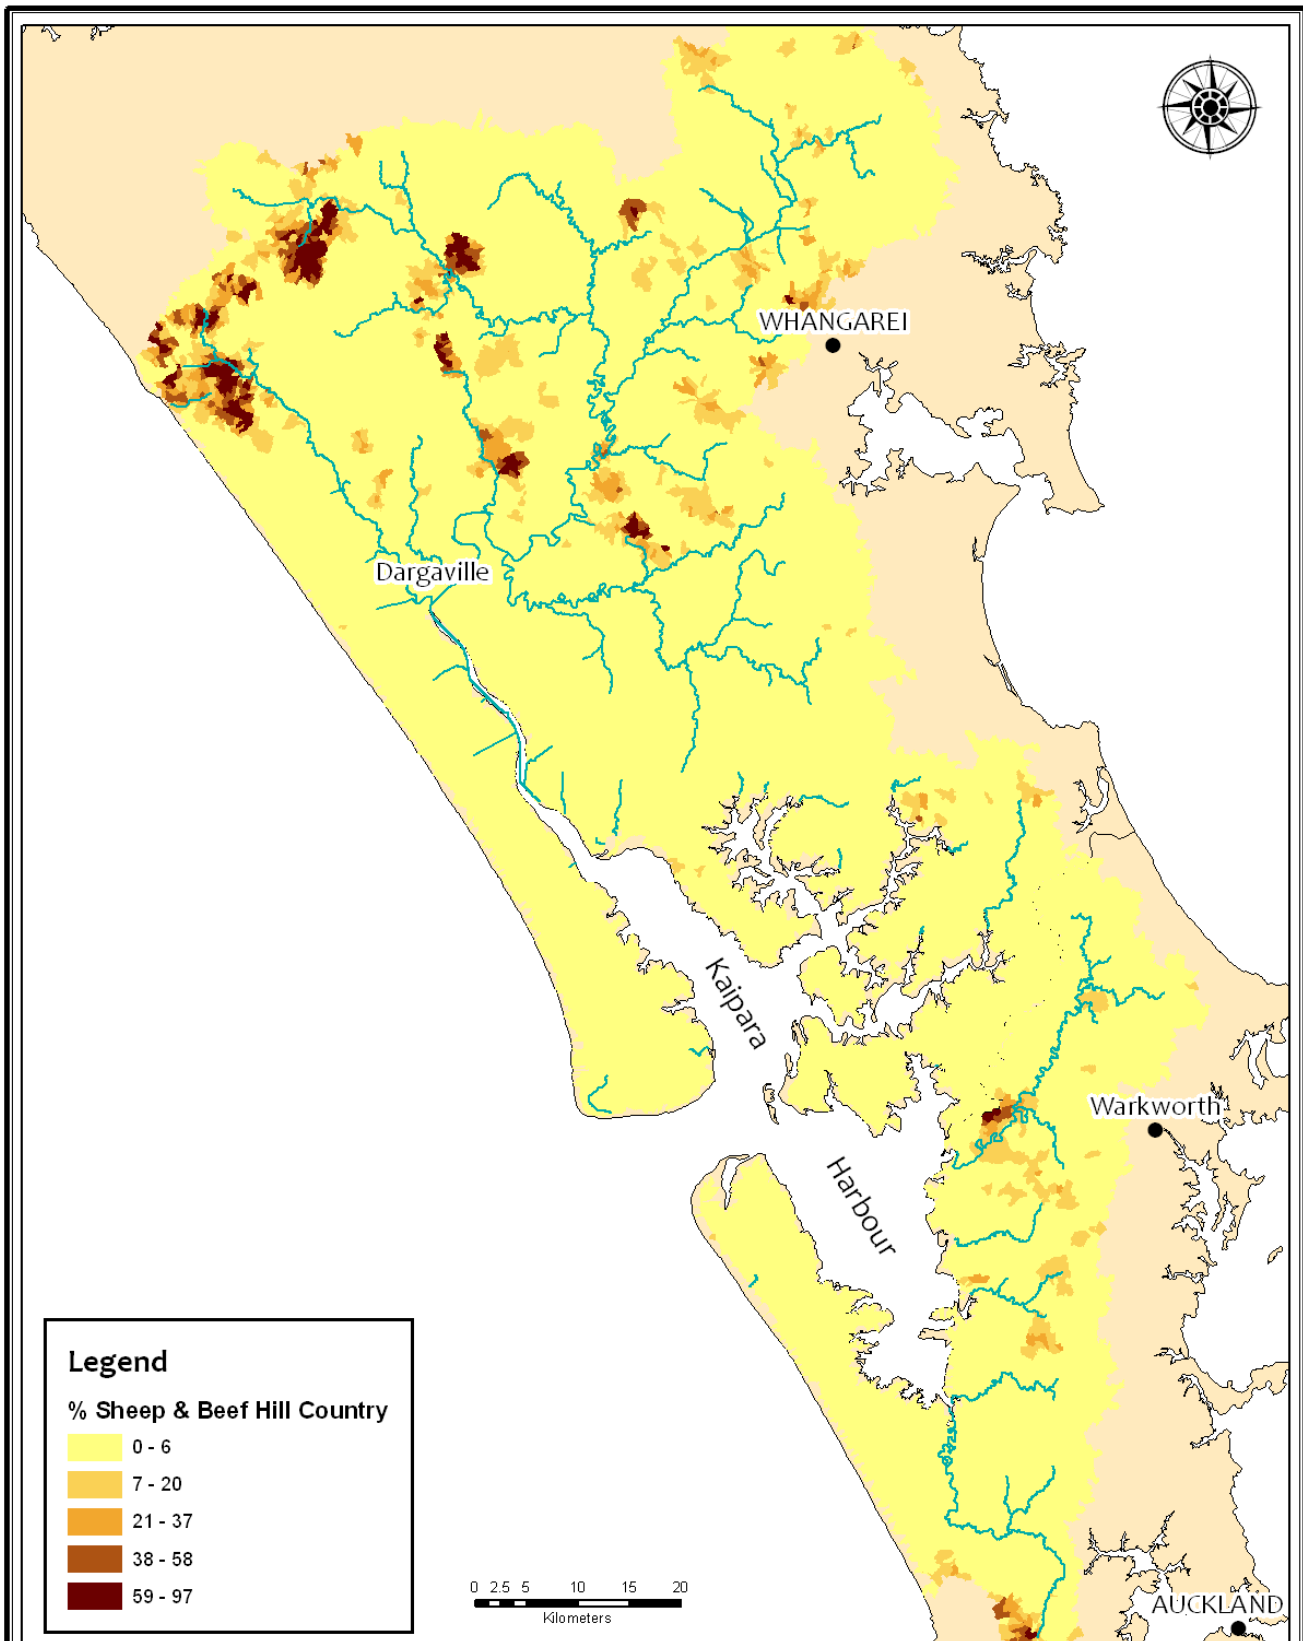 WHANGAREI
Dargaville
Kaipara
Warkworth
Harbour
Legend
% Sheep & Beef Hill Country
0 - 6
7 - 20
21 - 37
38 - 58
59 - 97
0 2.5 5 10 15 20
Kilometers
AUCKLAND